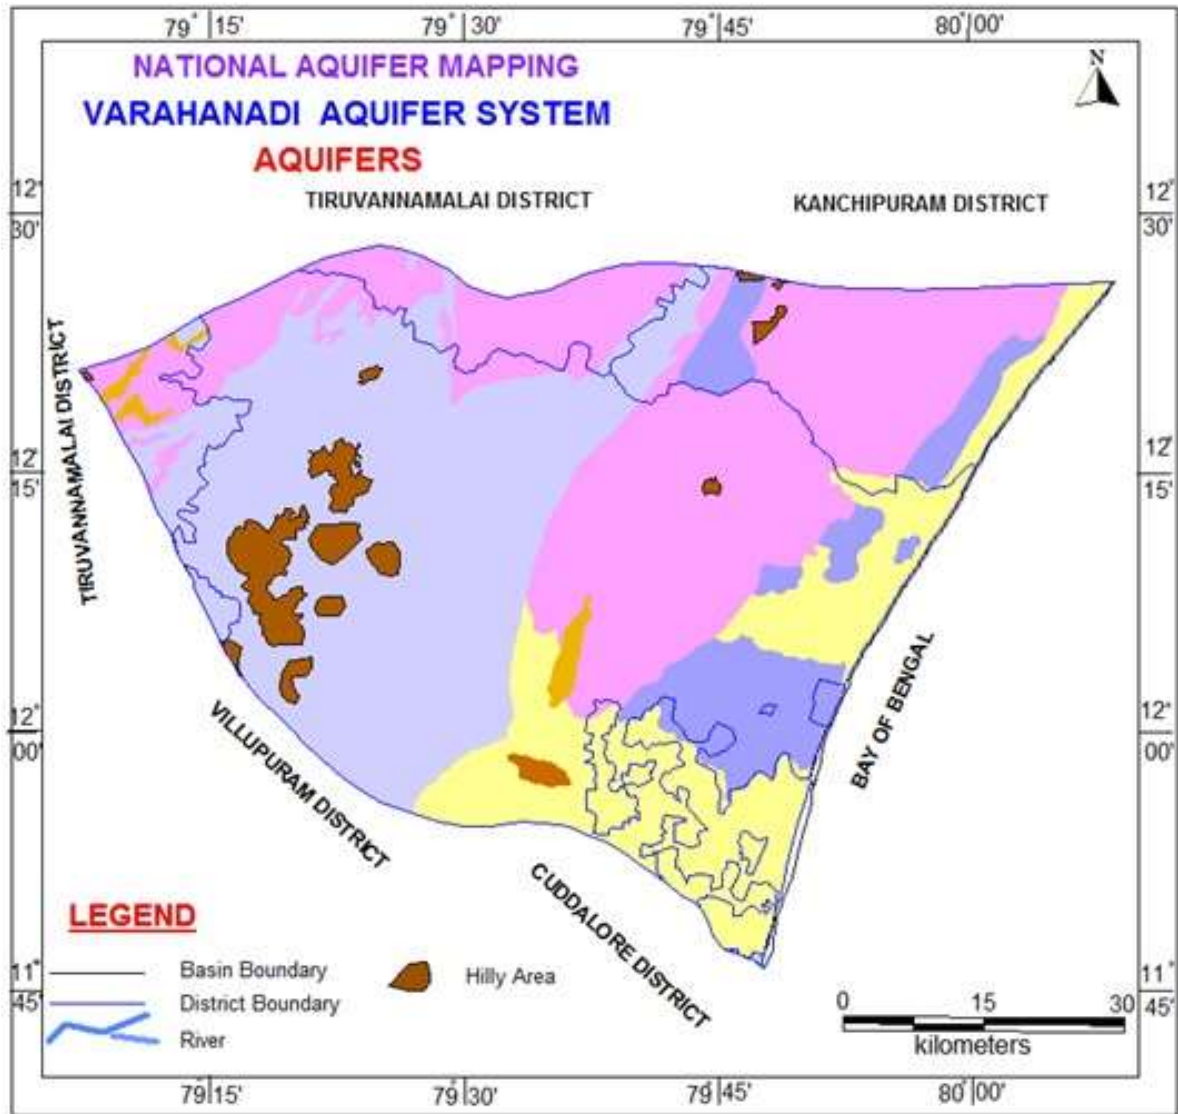 79° 15' 79° 30' 79° 45' 80° 00'
NATIONAL AQUIFER MAPPING
VARAHANADI AQUIFER SYSTEM
AQUIFERS
N
12° 30'
12° 30'
TIRUVANNAMALAI DISTRICT
KANCHIPURAM DISTRICT
TIRUVANNAMALAI DISTRICT
12 15'
12 15'
12° 00'
12° 00'
VILLUPURAM DISTRICT
BAY OF BENGAL
CUDDALORE DISTRICT
LEGEND
Basin Boundary
Hilly Area
District Boundary
River
11° 45'
11° 45'
0 15 30
kilometers
79° 15' 79° 30' 79° 45' 80° 00'